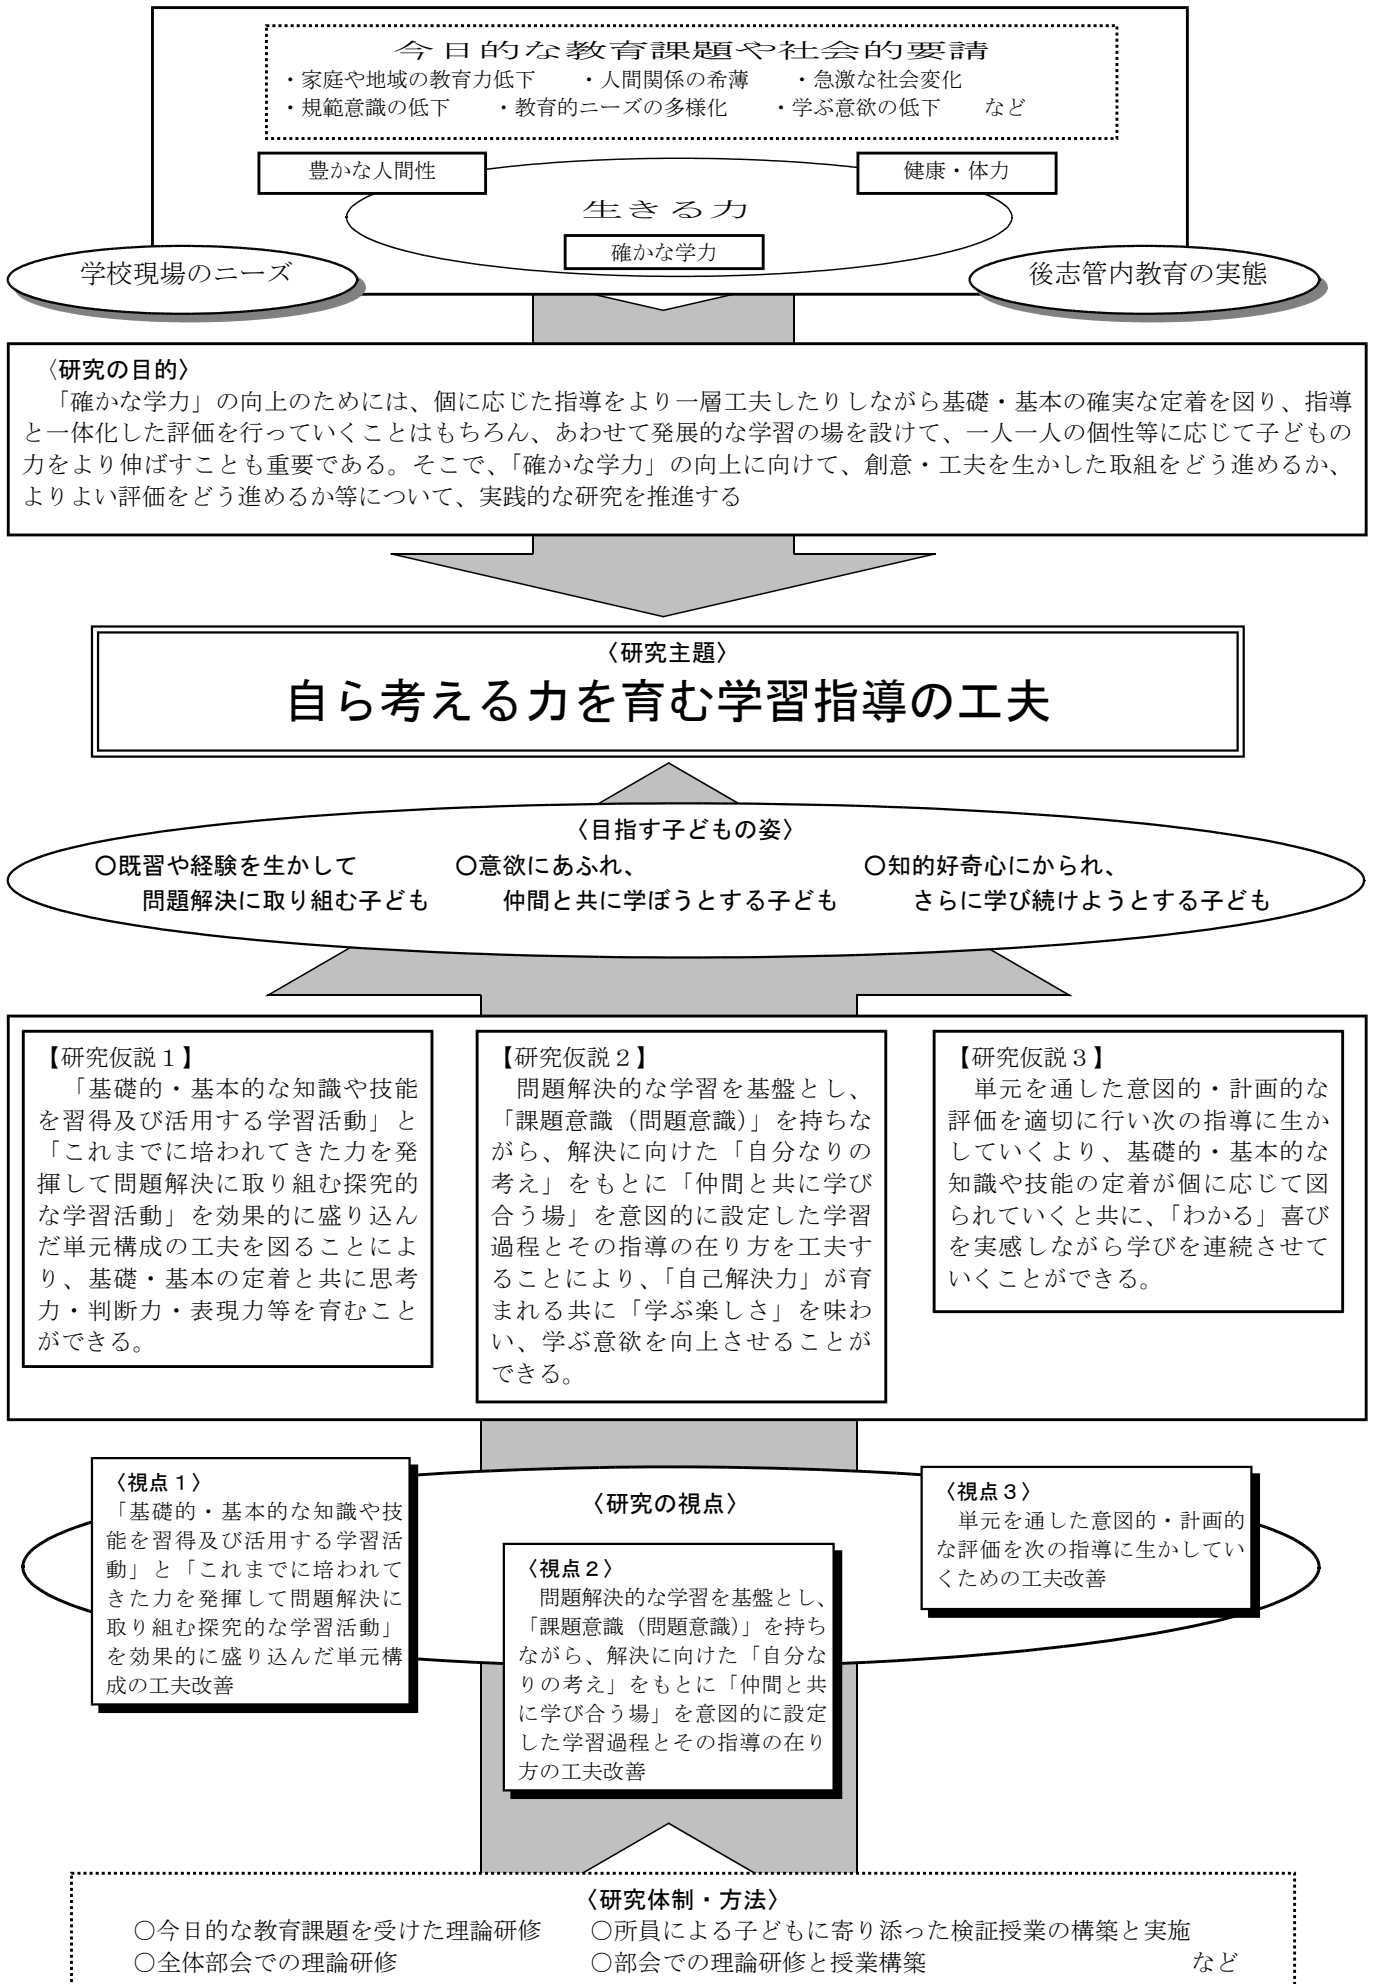 今日的な教育課題や社会的要請
・家庭や地域の教育力低下　・人間関係の希薄　・急激な社会変化
・規範意識の低下　・教育的ニーズの多様化　・学ぶ意欲の低下　など
豊かな人間性
健康・体力
生きる力
確かな学力
学校現場のニーズ
後志管内教育の実態
〈研究の目的〉
「確かな学力」の向上のためには、個に応じた指導をより一層工夫したりしながら基礎・基本の確実な定着を図り、指導
と一体化した評価を行っていくことはもちろん、あわせて発展的な学習の場を設けて、一人一人の個性等に応じて子どもの
力をより伸ばすことも重要である。そこで、「確かな学力」の向上に向けて、創意・工夫を生かした取組をどう進めるか、
よりよい評価をどう進めるか等について、実践的な研究を推進する
〈研究主題〉
自ら考える力を育む学習指導の工夫
〈目指す子どもの姿〉
○既習や経験を生かして
問題解決に取り組む子ども
○意欲にあふれ、
仲間と共に学ぼうとする子ども
○知的好奇心にかられ、
さらに学び続けようとする子ども
【研究仮説１】
「基礎的・基本的な知識や技能
を習得及び活用する学習活動」と
「これまでに培われてきた力を発
揮して問題解決に取り組む探究的
な学習活動」を効果的に盛り込ん
だ単元構成の工夫を図ることによ
り、基礎・基本の定着と共に思考
力・判断力・表現力等を育むこと
ができる。
【研究仮説２】
問題解決的な学習を基盤とし、
「課題意識（問題意識）」を持ちな
がら、解決に向けた「自分なりの
考え」をもとに「仲間と共に学び
合う場」を意図的に設定した学習
過程とその指導の在り方を工夫す
ることにより、「自己解決力」が育
まれる共に「学ぶ楽しさ」を味わ
い、学ぶ意欲を向上させることが
できる。
【研究仮説３】
単元を通した意図的・計画的な
評価を適切に行い次の指導に生か
していくより、基礎的・基本的な
知識や技能の定着が個に応じて図
られていくと共に、「わかる」喜び
を実感しながら学びを連続させて
いくことができる。
〈研究の視点〉
〈視点１〉
「基礎的・基本的な知識や技
能を習得及び活用する学習活
動」と「これまでに培われて
きた力を発揮して問題解決に
取り組む探究的な学習活動」
を効果的に盛り込んだ単元構
成の工夫改善
〈視点２〉
問題解決的な学習を基盤とし、
「課題意識（問題意識）」を持ち
ながら、解決に向けた「自分な
りの考え」をもとに「仲間と共
に学び合う場」を意図的に設定
した学習過程とその指導の在り
方の工夫改善
〈視点３〉
単元を通した意図的・計画的
な評価を次の指導に生かしてい
くための工夫改善
〈研究体制・方法〉
○今日的な教育課題を受けた理論研修　○所員による子どもに寄り添った検証授業の構築と実施
○全体部会での理論研修　○部会での理論研修と授業構築　など